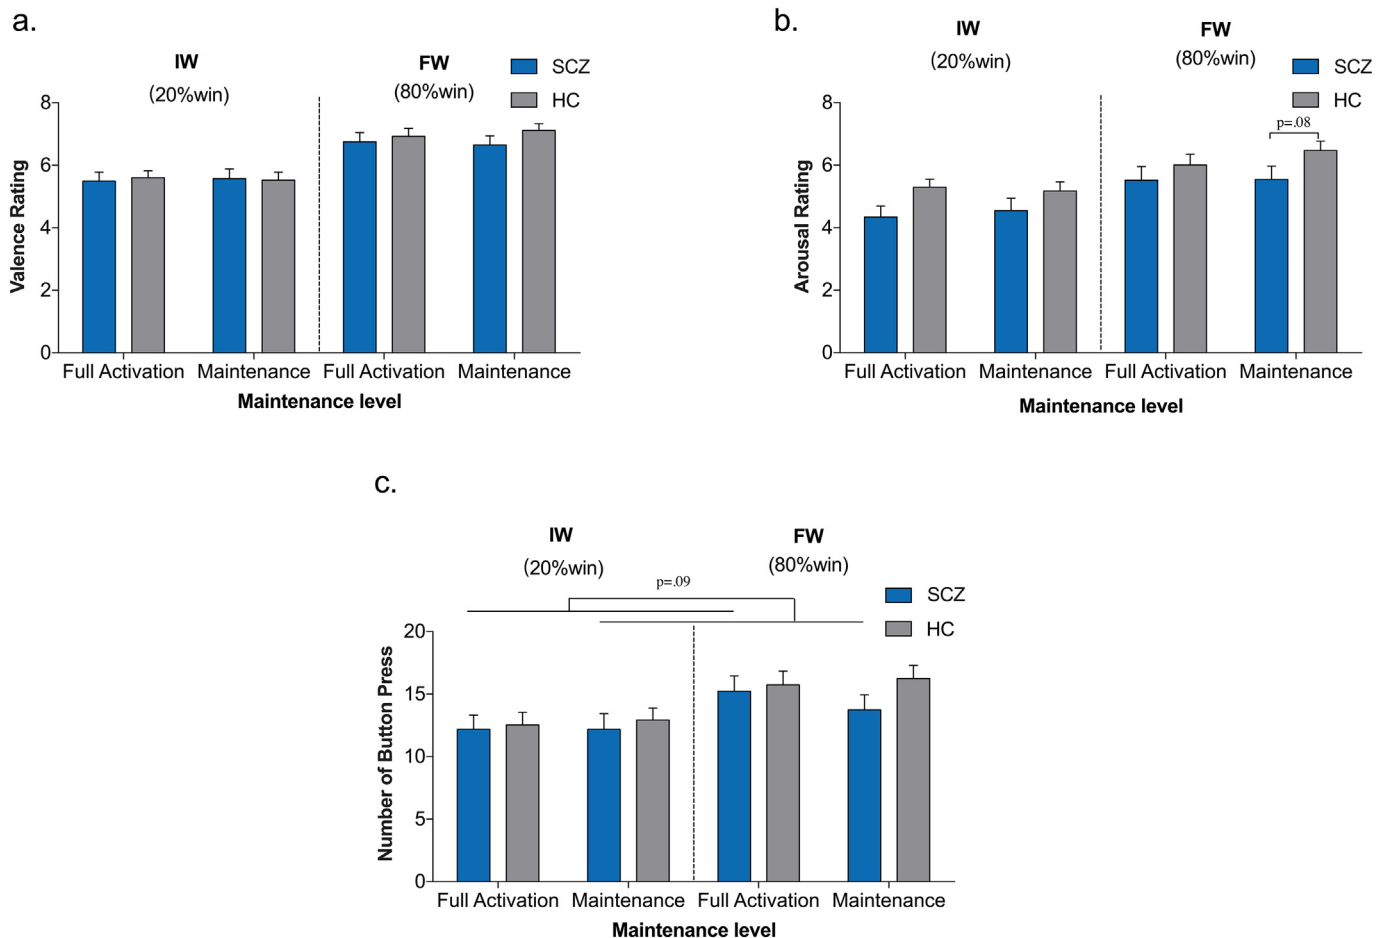 a.
IW
(20%win)
FW
(80%win)
SCZ
HC
Valence Rating
8
6
4
2
0
Full Activation
Maintenance
Full Activation
Maintenance
Maintenance level
b.
IW
(20%win)
FW
(80%win)
SCZ
HC
p=.08
Arousal Rating
8
6
4
2
0
Full Activation
Maintenance
Full Activation
Maintenance
Maintenance level
c.
IW
(20%win)
FW
(80%win)
p=.09
SCZ
HC
Number of Button Press
20
15
10
5
0
Full Activation
Maintenance
Full Activation
Maintenance
Maintenance level